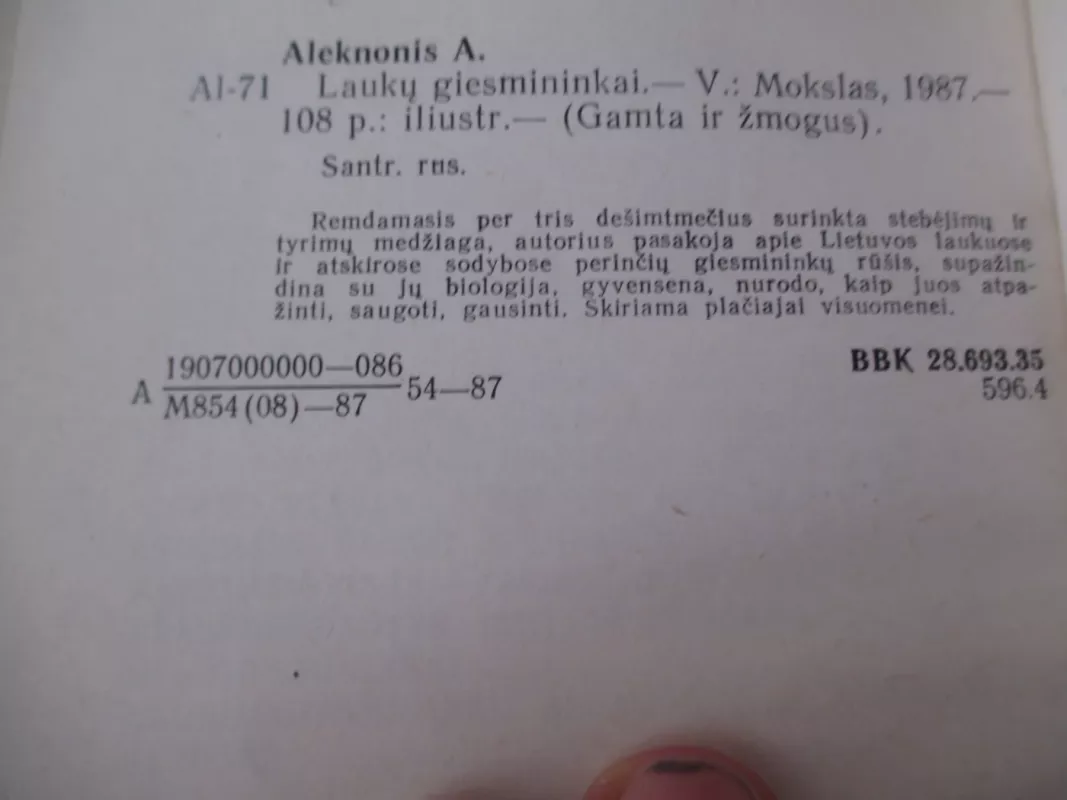 Aleknonis A.
Al-71 Laukų giesmininkai.— V.: Mokslas, 1987.—
108 p.: iliustr.— (Gamta ir žmogus).
Santr. rus.
Remdamasis per tris dešimtmečius surinkta stebėjimų ir
tyrimų medžiaga, autorius pasakoja apie Lietuvos laukuose
ir atskirose sodybose perinčių giesmininkų rūšis, supažin-
dina su jų biologija, gyvensena, nurodo, kaip juos atpa-
žinti, saugoti, gausinti. Skiriama plačiajai visuomenei.
A 1907000000—086
M854(08)—87 54—87
BBK 28.693.35
596.4